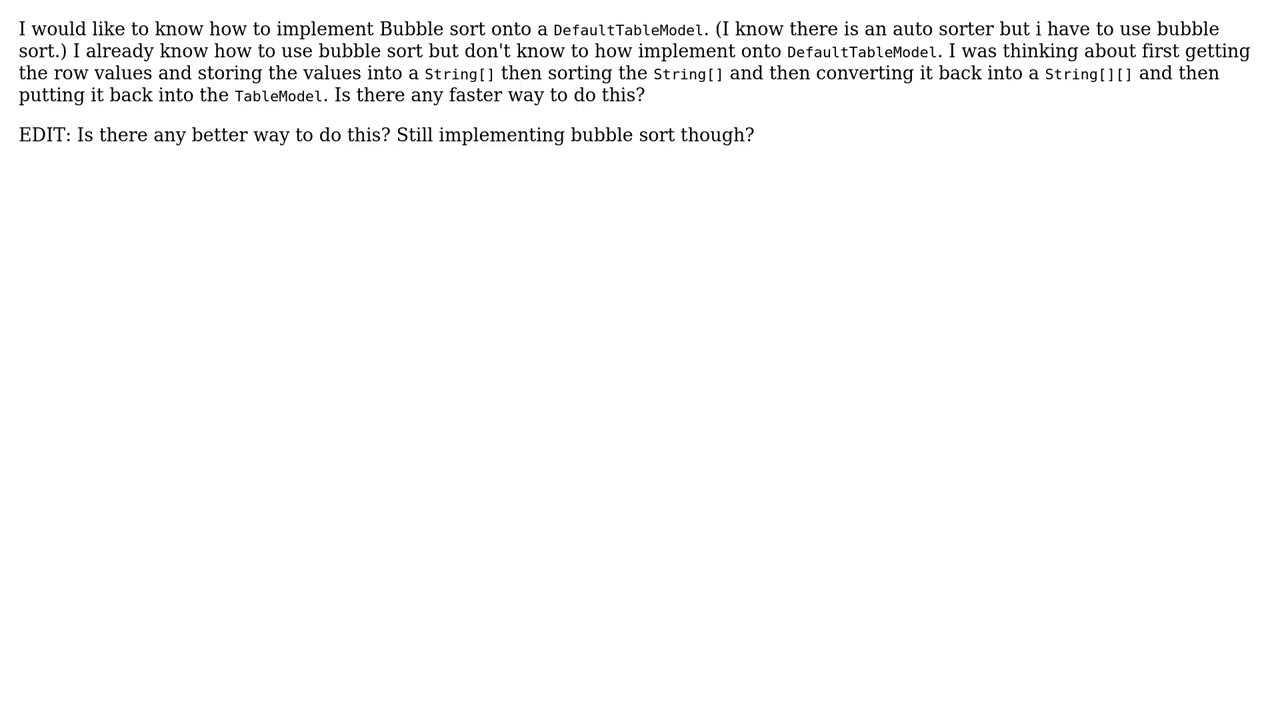 I would like to know how to implement Bubble sort onto a DefaultTableModel. (I know there is an auto sorter but i have to use bubble
sort.) I already know how to use bubble sort but don't know to how implement onto DefaultTableModel. I was thinking about first getting
the row values and storing the values into a String[] then sorting the String[] and then converting it back into a String[][] and then
putting it back into the TableModel. Is there any faster way to do this?
EDIT: Is there any better way to do this? Still implementing bubble sort though?